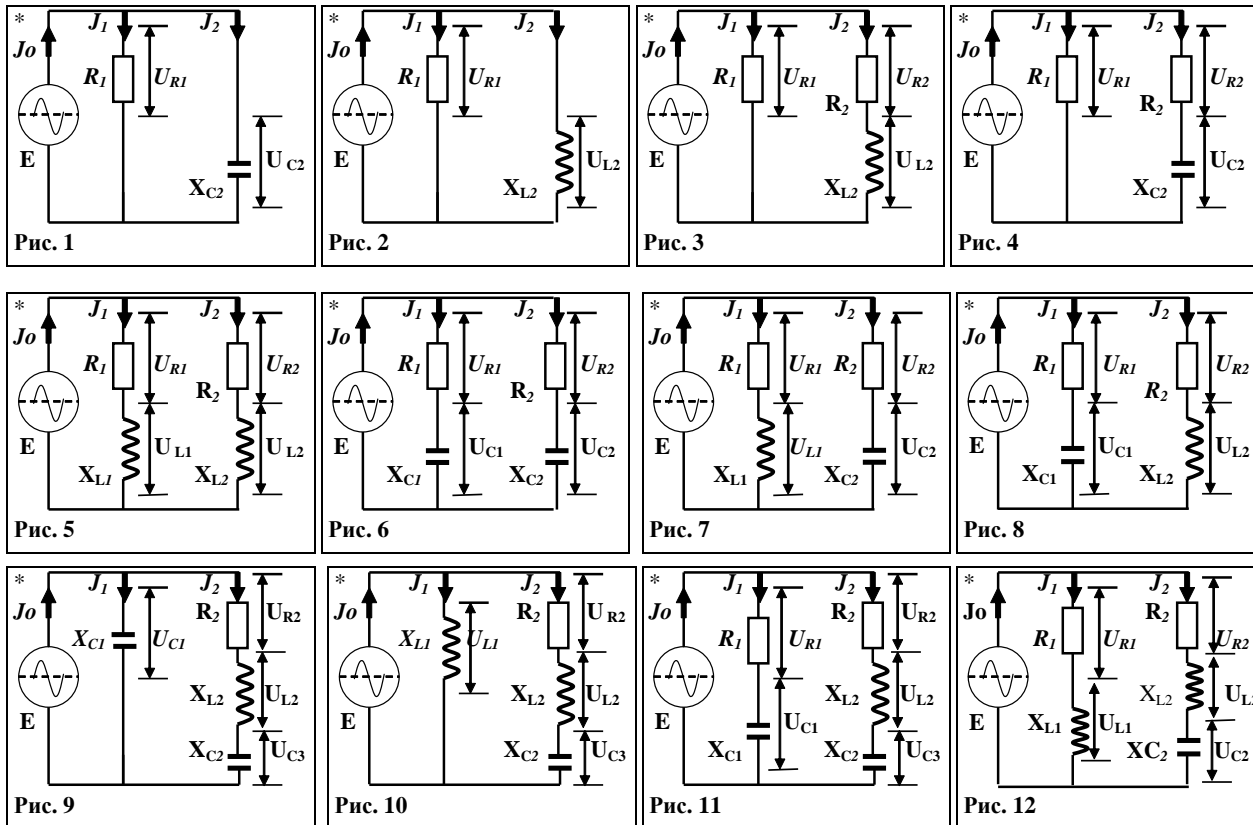 * Jo J1 R1 UR1 J2 UC2 XC2 E
Рис. 1
* Jo J1 R1 UR1 J2 UL2 XL2 E
Рис. 2
* Jo J1 R1 UR1 J2 R2 UR2 UL2 XL2 E
Рис. 3
* Jo J1 R1 UR1 J2 R2 UR2 UC2 XC2 E
Рис. 4
* Jo J1 R1 UR1 J2 R2 UR2 E XL1 UL1 XL2 UL2
Рис. 5
* Jo J1 R1 UR1 J2 R2 UR2 E XC1 UC1 XC2 UC2
Рис. 6
* Jo J1 R1 UR1 J2 R2 UR2 E XL1 UL1 XC2 UC2
Рис. 7
* Jo J1 R1 UR1 J2 R2 UR2 E XC1 UC1 XL2 UL2
Рис. 8
* Jo J1 XC1 UC1 J2 R2 UR2 XL2 UL2 E XC2 UC3
Рис. 9
* Jo J1 XL1 UL1 J2 R2 UR2 XL2 UL2 E XC2 UC3
Рис. 10
* Jo J1 R1 UR1 J2 R2 UR2 XL2 UL2 E XC1 UC1 XC2 UC3
Рис. 11
* Jo J1 R1 UR1 J2 R2 UR2 XL2 UL2 E XL1 UL1 XC2 UC2
Рис. 12